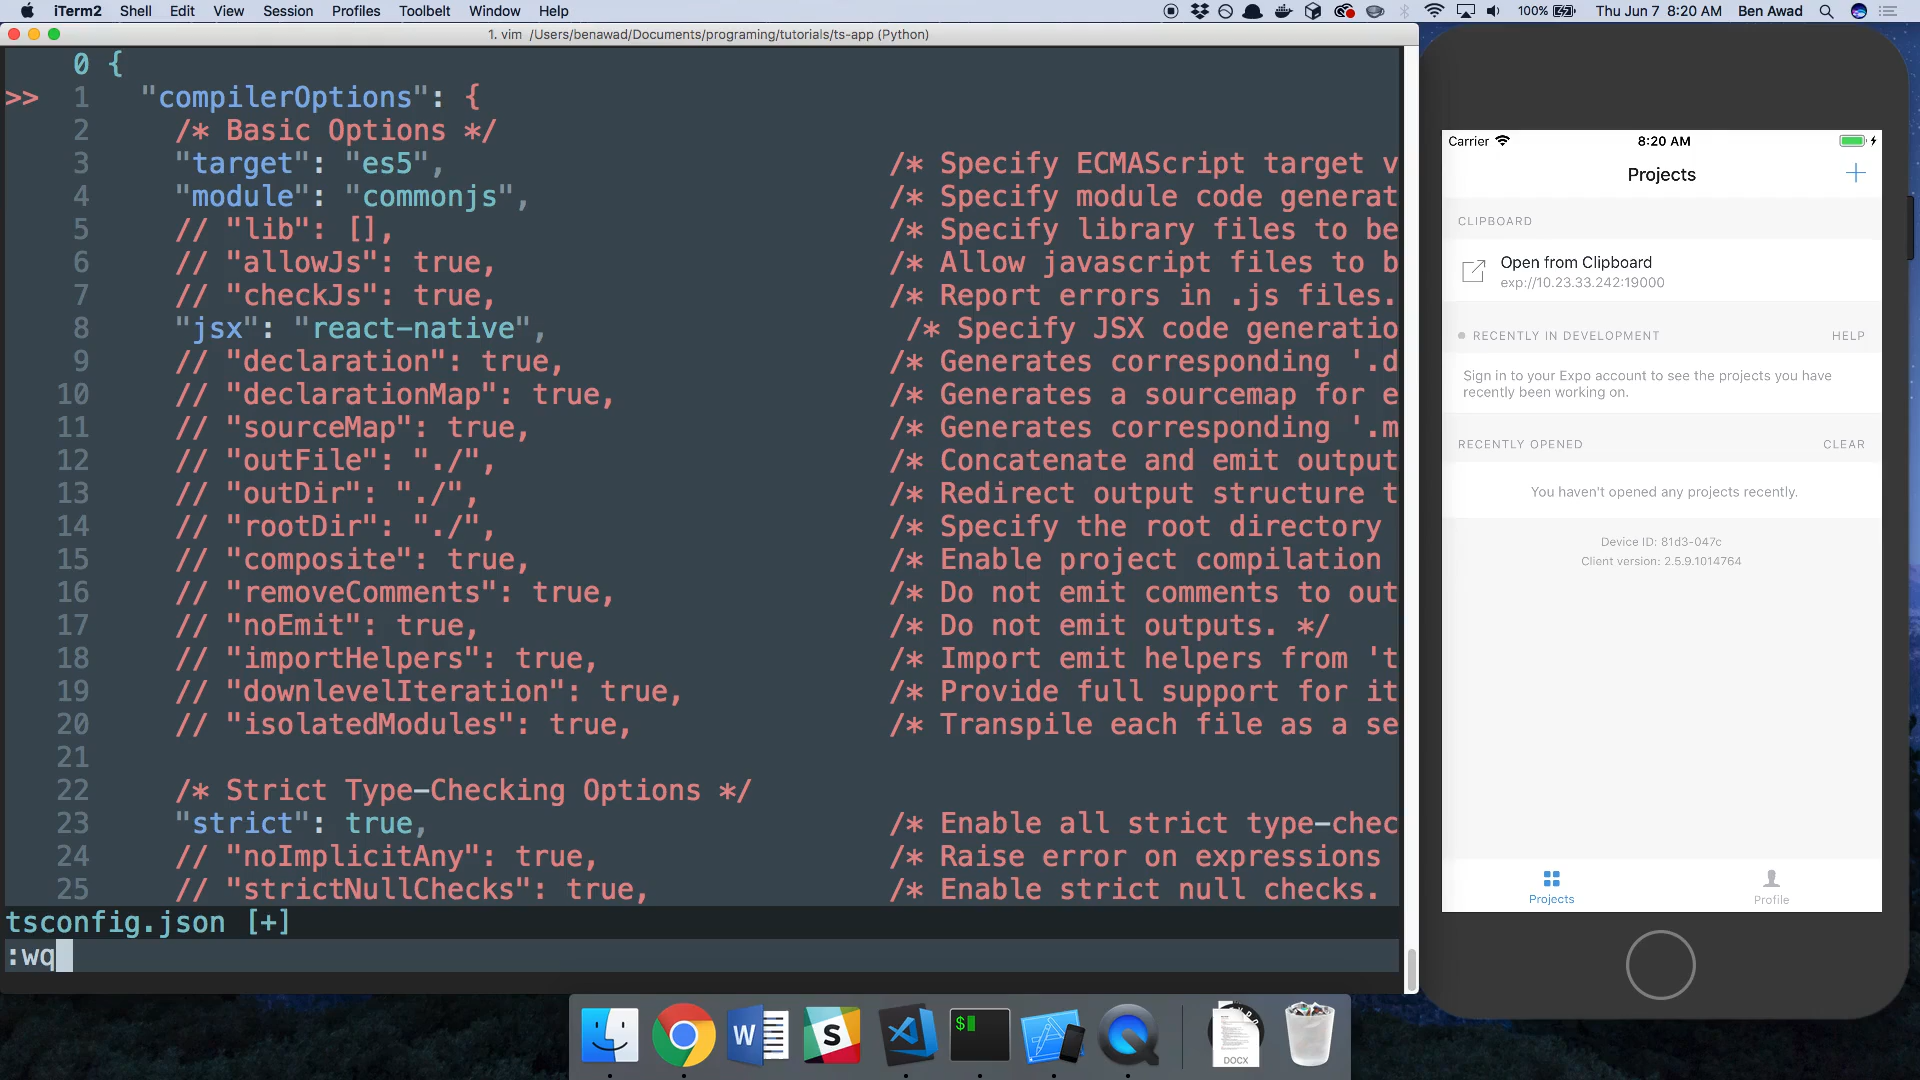 iTerm2 Shell Edit View Session Profiles Toolbelt Window Help 100% Thu Jun 7 8:20 AM Ben Awad
1. vim /Users/benawad/Documents/programing/tutorials/ts-app (Python)
0 {
>> 1 "compilerOptions": {
2 /* Basic Options */
3 "target": "es5", /* Specify ECMAScript target v
4 "module": "commonjs", /* Specify module code generat
5 // "lib": [], /* Specify library files to be
6 // "allowJs": true, /* Allow javascript files to b
7 // "checkJs": true, /* Report errors in .js files.
8 "jsx": "react-native", /* Specify JSX code generatio
9 // "declaration": true, /* Generates corresponding '.d
10 // "declarationMap": true, /* Generates a sourcemap for e
11 // "sourceMap": true, /* Generates corresponding '.m
12 // "outFile": "./", /* Concatenate and emit output
13 // "outDir": "./", /* Redirect output structure t
14 // "rootDir": "./", /* Specify the root directory
15 // "composite": true, /* Enable project compilation
16 // "removeComments": true, /* Do not emit comments to out
17 // "noEmit": true, /* Do not emit outputs. */
18 // "importHelpers": true, /* Import emit helpers from 't
19 // "downlevelIteration": true, /* Provide full support for it
20 // "isolatedModules": true, /* Transpile each file as a se
21
22 /* Strict Type-Checking Options */
23 "strict": true, /* Enable all strict type-chec
24 // "noImplicitAny": true, /* Raise error on expressions
25 // "strictNullChecks": true, /* Enable strict null checks.
tsconfig.json [+]
:wq
Carrier 8:20 AM
Projects +
CLIPBOARD
Open from Clipboard
exp://10.23.33.242:19000
RECENTLY IN DEVELOPMENT HELP
Sign in to your Expo account to see the projects you have
recently been working on.
RECENTLY OPENED CLEAR
You haven't opened any projects recently.
Device ID: 81d3-047c
Client version: 2.5.9.1014764
Projects Profile
W S $ DOCX